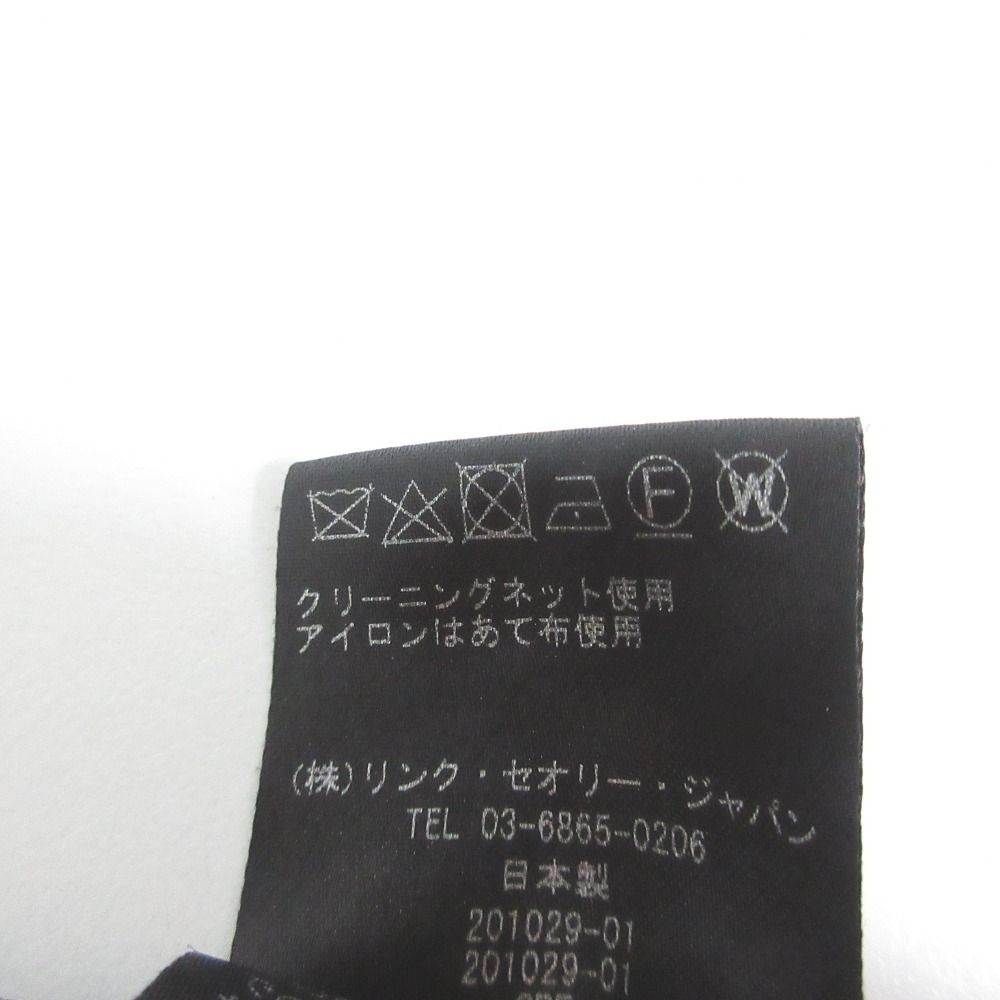 F W
クリーニングネット使用
アイロンはあて布使用
(株)リンク・セオリー・ジャパン
TEL 03-6865-0206
日本製
201029-01
201029-01